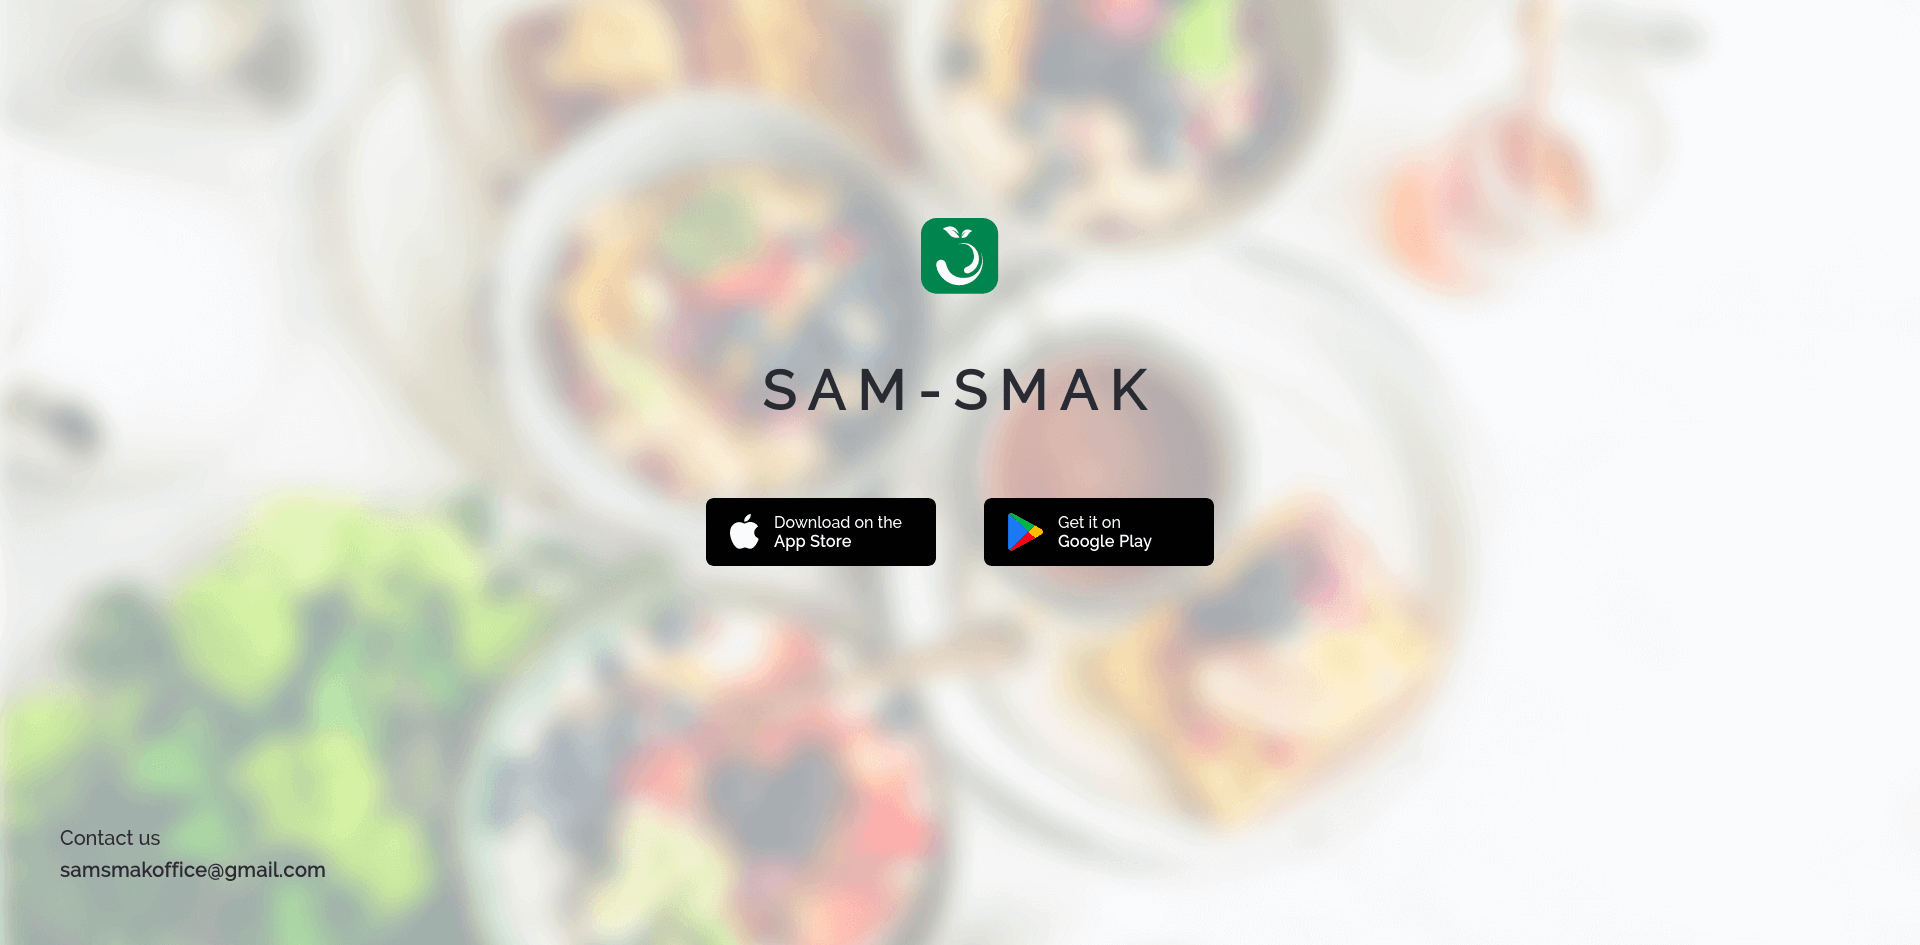 SAM-SMAK
Download on the
App Store
Get it on
Google Play
Contact us
samsmakoffice@gmail.com